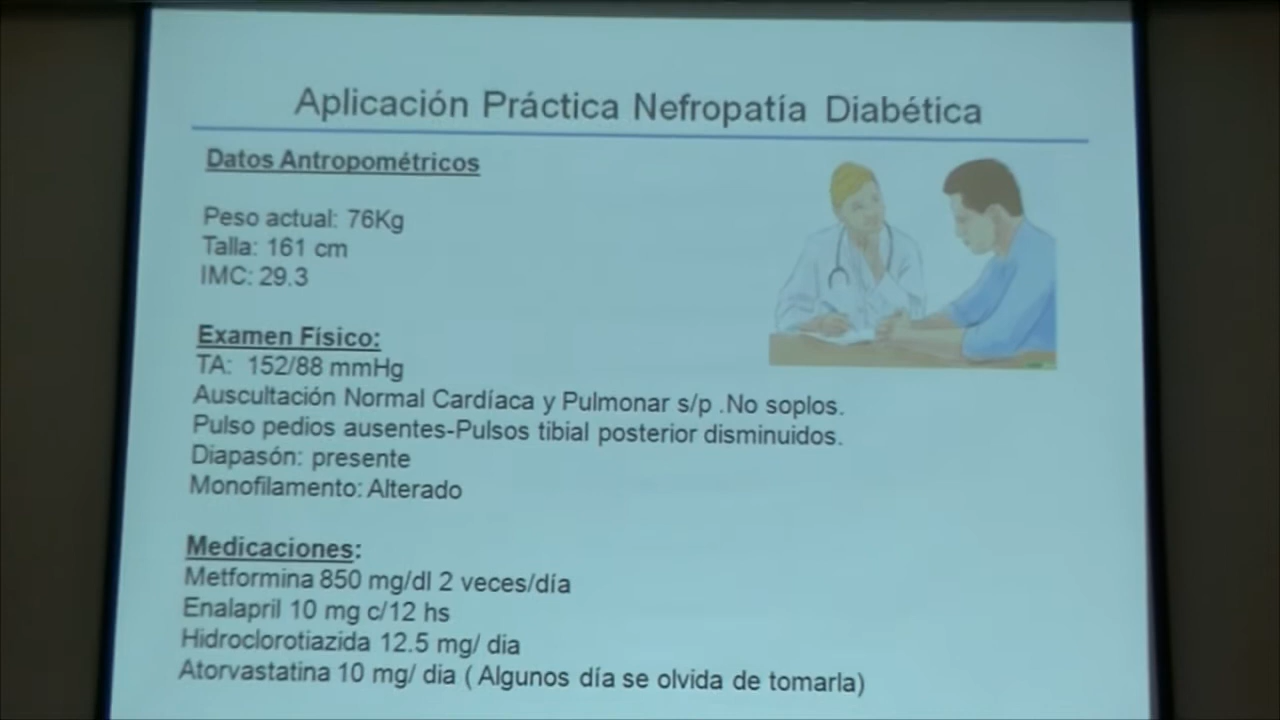 Aplicación Práctica Nefropatía Diabética
Datos Antropométricos
Peso actual: 76Kg
Talla: 161 cm
IMC: 29.3
Examen Físico:
TA: 152/88 mmHg
Auscultación Normal Cardíaca y Pulmonar s/p .No soplos.
Pulso pedios ausentes-Pulsos tibial posterior disminuidos.
Diapasón: presente
Monofilamento: Alterado
Medicaciones:
Metformina 850 mg/dl 2 veces/día
Enalapril 10 mg c/12 hs
Hidroclorotiazida 12.5 mg/ dia
Atorvastatina 10 mg/ dia ( Algunos día se olvida de tomarla)